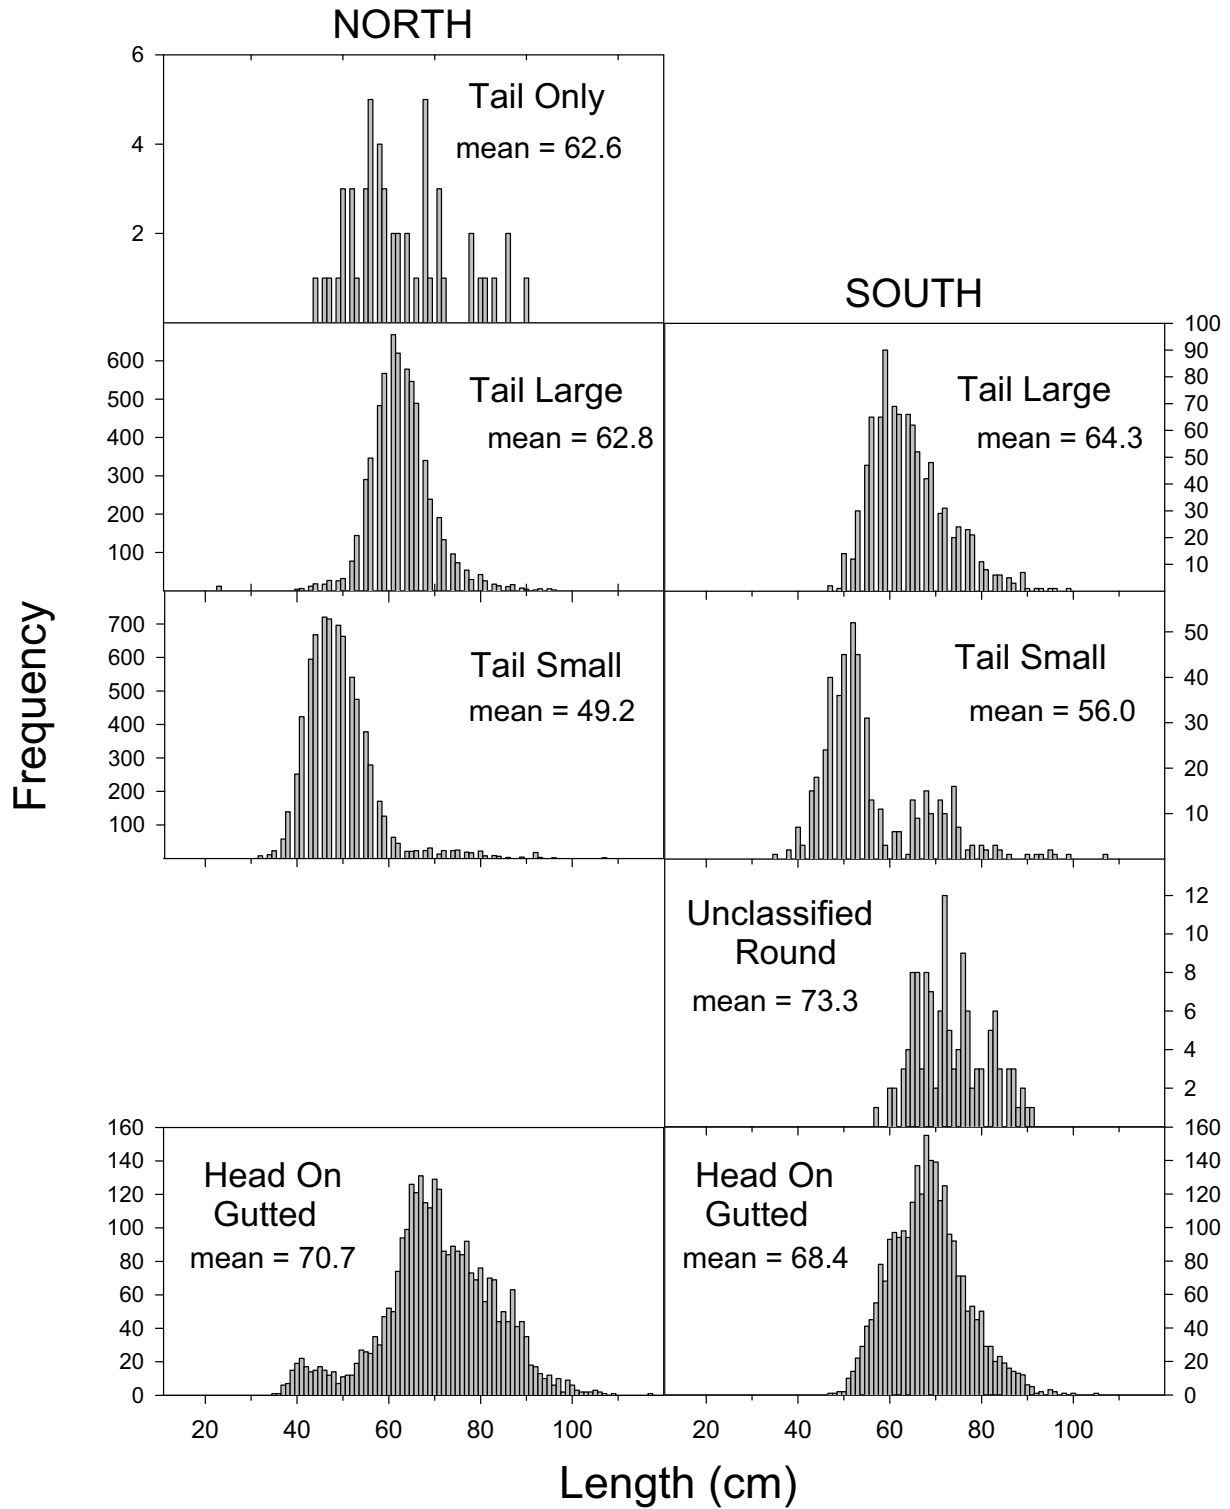 NORTH
6
4
2
Tail Only
mean = 62.6
SOUTH
600
500
400
300
200
100
Tail Large
mean = 62.8
Tail Large
mean = 64.3
100
90
80
70
60
50
40
30
20
10
700
600
500
400
300
200
100
Tail Small
mean = 49.2
Tail Small
mean = 56.0
50
40
30
20
10
Frequency
Unclassified
Round
mean = 73.3
12
10
8
6
4
2
160
140
120
100
80
60
40
20
0
Head On
Gutted
mean = 70.7
Head On
Gutted
mean = 68.4
160
140
120
100
80
60
40
20
0
20 40 60 80 100
20 40 60 80 100
Length (cm)